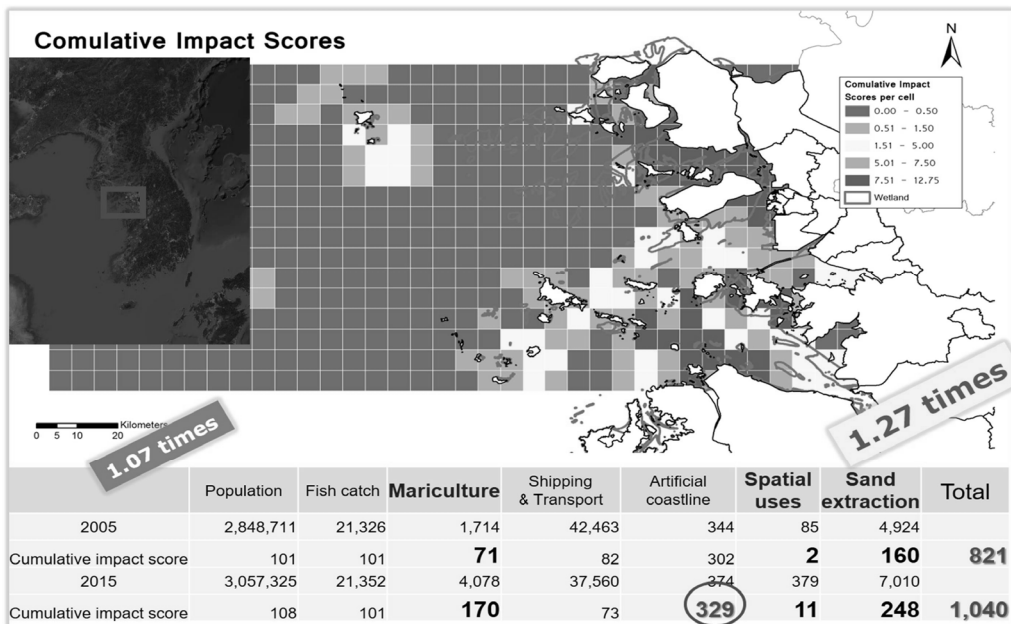 Comulative Impact Scores
N
Comulative Impact
Scores per cell
0.00 - 0.50
0.51 - 1.50
1.51 - 5.00
5.01 - 7.50
7.51 - 12.75
Wetland
Kilometers
0 5 10 20
1.07 times
1.27 times
Population Fish catch Mariculture Shipping & Transport Artificial coastline Spatial uses Sand extraction Total
2005 2,848,711 21,326 1,714 42,463 344 85 4,924
Cumulative impact score 101 101 71 82 302 2 160 821
2015 3,057,325 21,352 4,078 37,560 374 379 7,010
Cumulative impact score 108 101 170 73 329 11 248 1,040